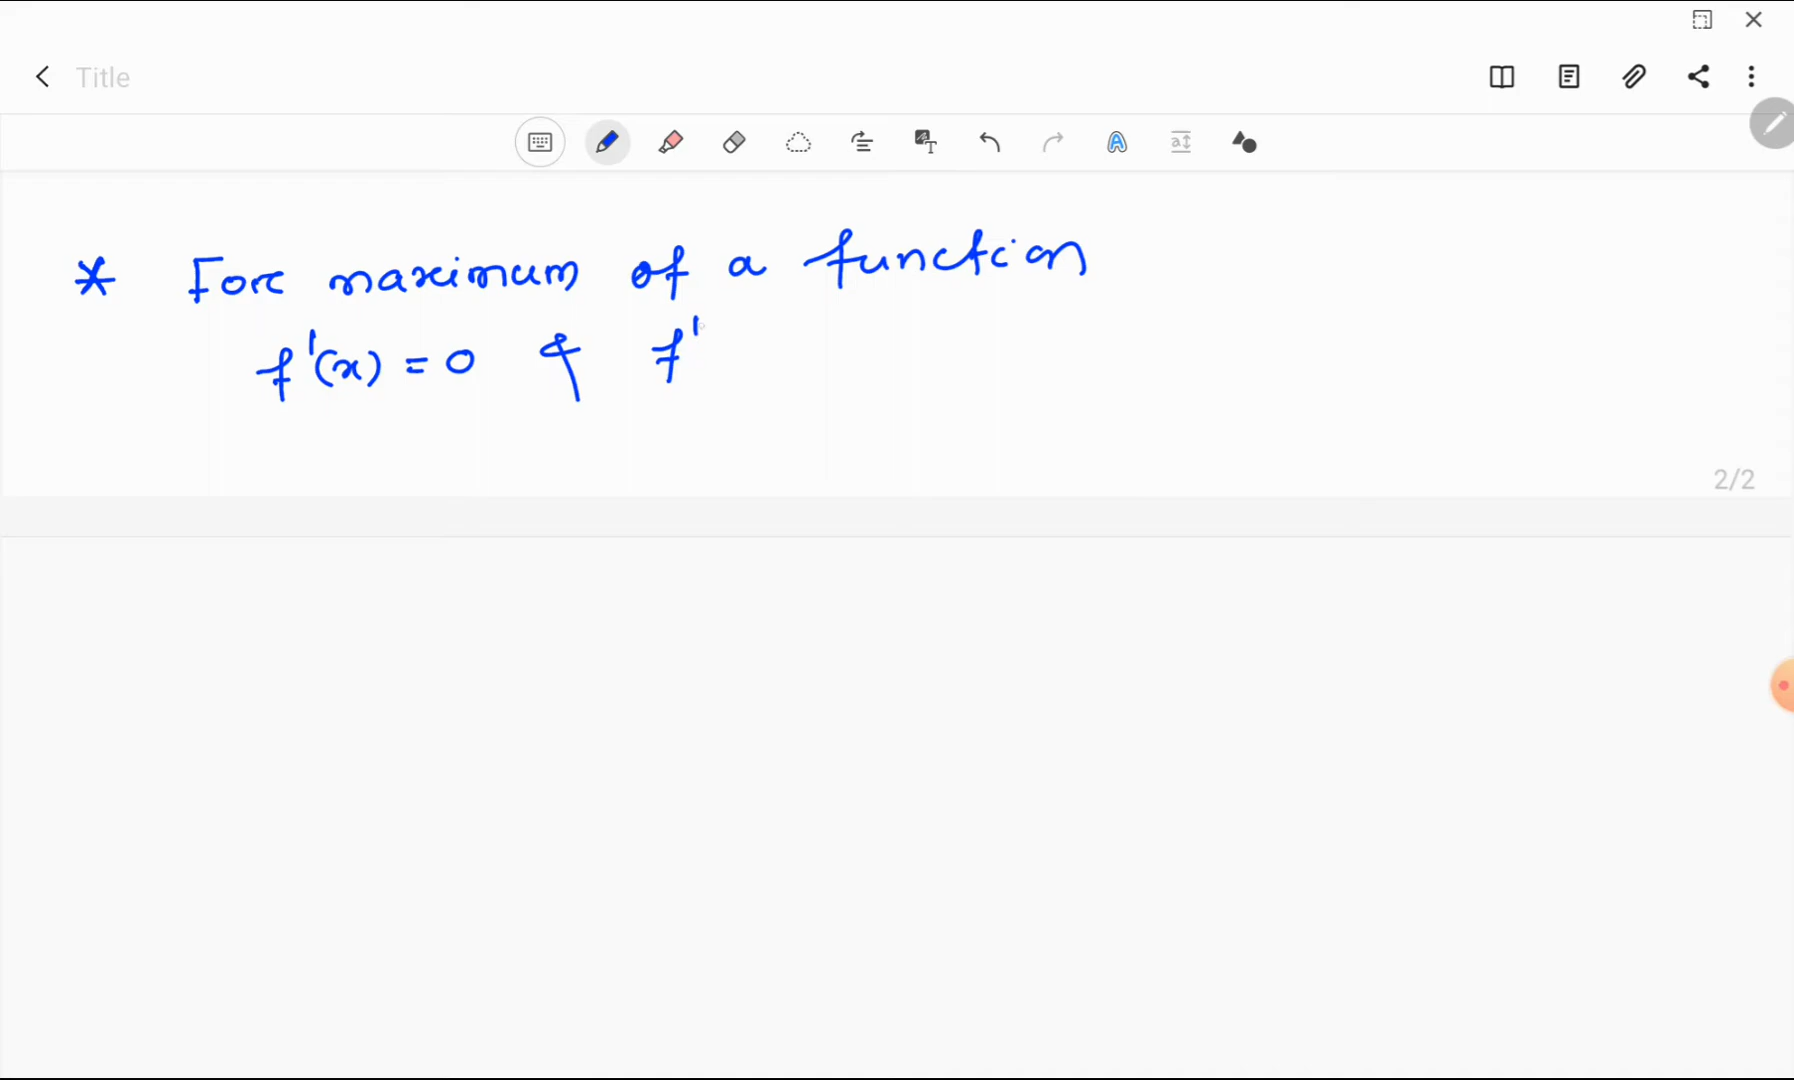 Title
* For maximum of a function
f'(x) = 0 & f'
2/2